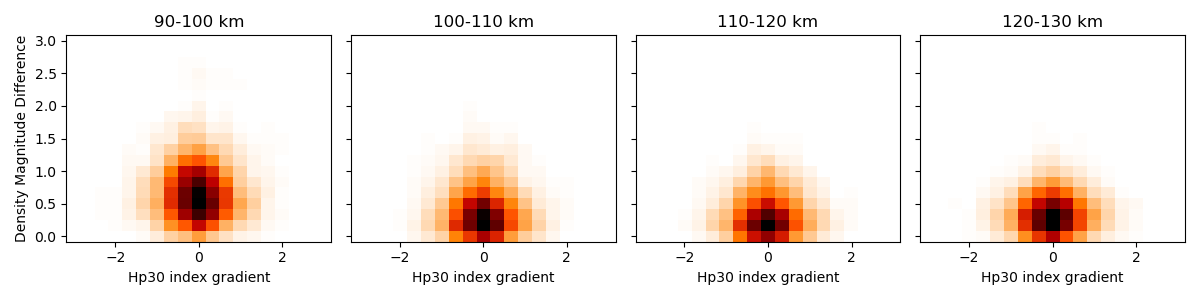 90-100 km
100-110 km
110-120 km
120-130 km
Density Magnitude Difference
3.0
2.5
2.0
1.5
1.0
0.5
0.0
−2
0
2
−2
0
2
−2
0
2
−2
0
2
Hp30 index gradient
Hp30 index gradient
Hp30 index gradient
Hp30 index gradient